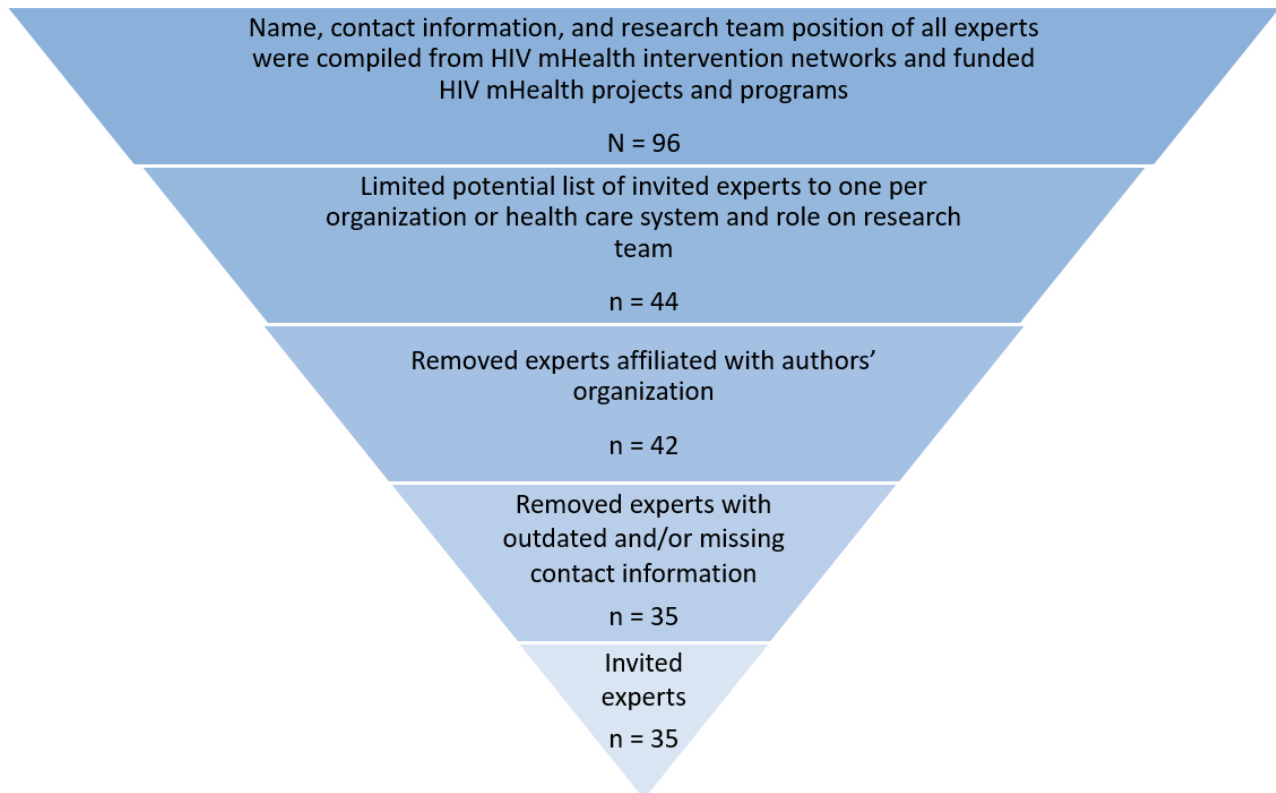 Name, contact information, and research team position of all experts
were compiled from HIV mHealth intervention networks and funded
HIV mHealth projects and programs
N = 96
Limited potential list of invited experts to one per
organization or health care system and role on research
team
n = 44
Removed experts affiliated with authors’
organization
n = 42
Removed experts with
outdated and/or missing
contact information
n = 35
Invited
experts
n = 35